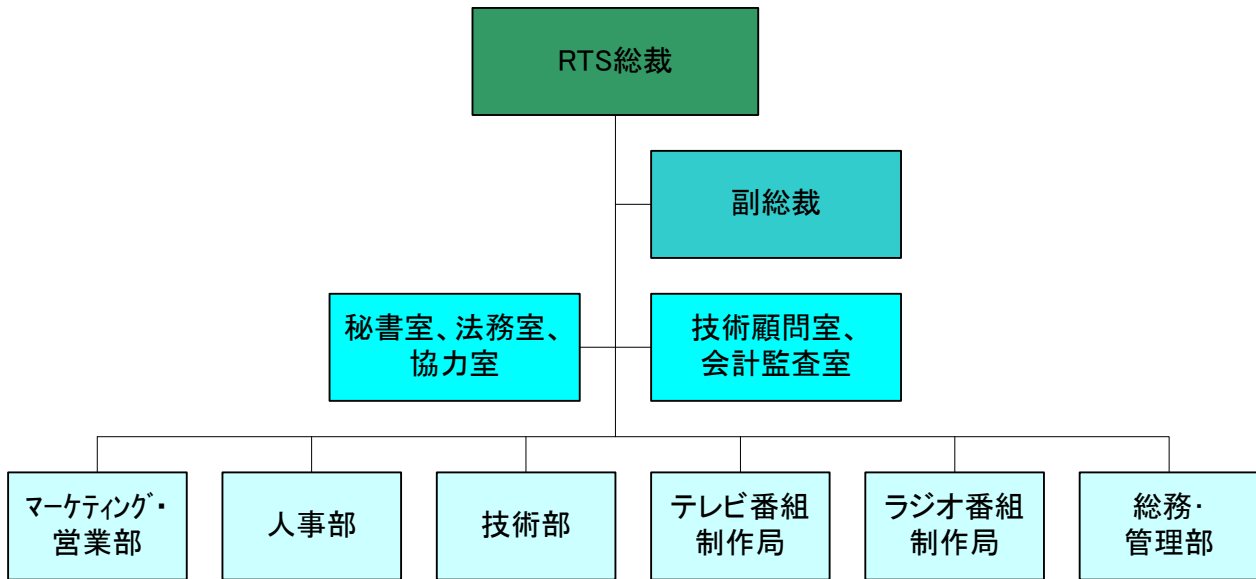 RTS総裁
副総裁
秘書室、法務室、
協力室
技術顧問室、
会計監査室
ﾏｰｹﾃｨﾝｸﾞ・
営業部
人事部
技術部
テレビ番組
制作局
ラジオ番組
制作局
総務･
管理部